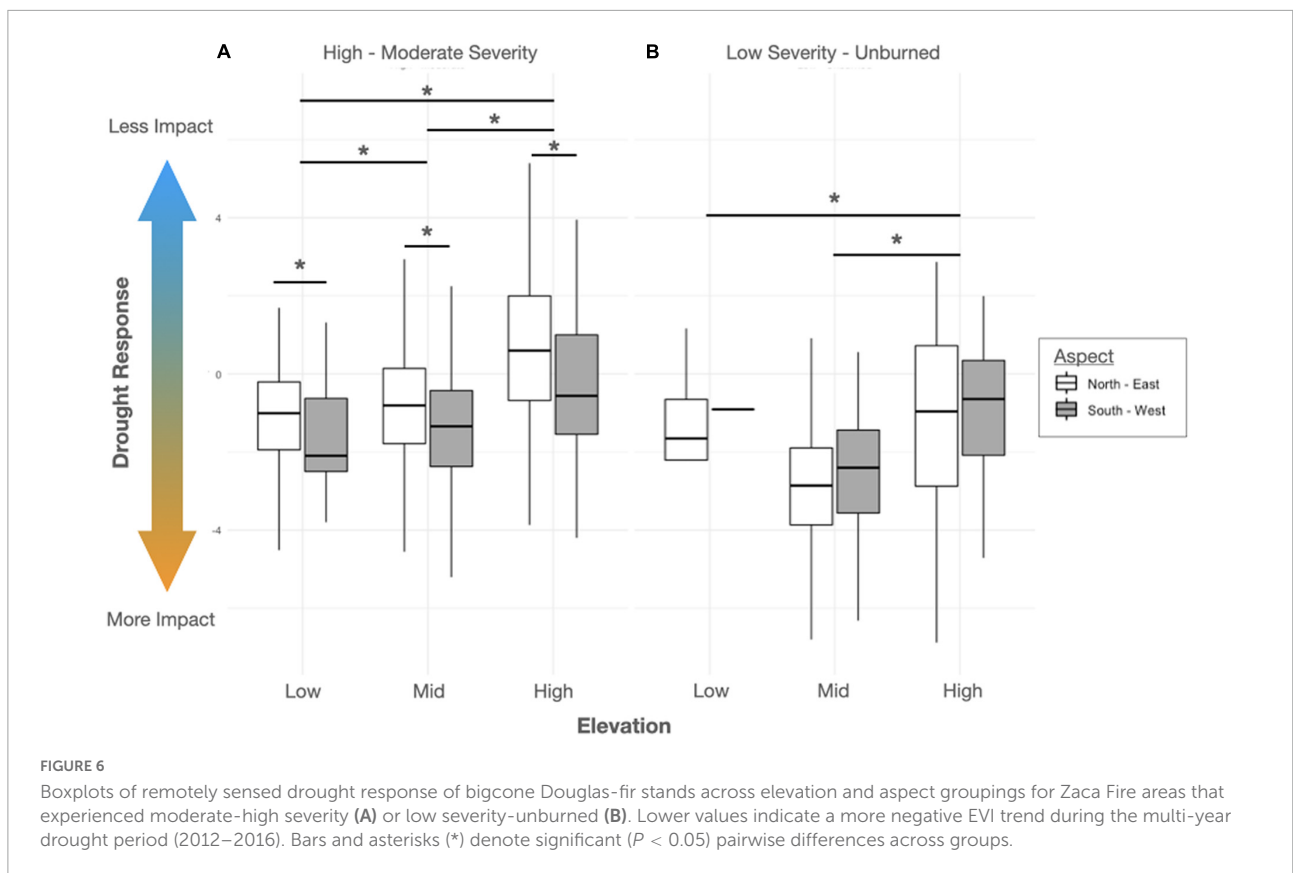 A
High - Moderate Severity
B
Low Severity - Unburned
Less Impact
*
*
*
*
*
*
*
*
4
0
-4
Drought Response
More Impact
Aspect
North - East
South - West
Low
Mid
High
Low
Mid
High
Elevation
FIGURE 6
Boxplots of remotely sensed drought response of bigcone Douglas-fir stands across elevation and aspect groupings for Zaca Fire areas that
experienced moderate-high severity (A) or low severity-unburned (B). Lower values indicate a more negative EVI trend during the multi-year
drought period (2012–2016). Bars and asterisks (*) denote significant (P < 0.05) pairwise differences across groups.